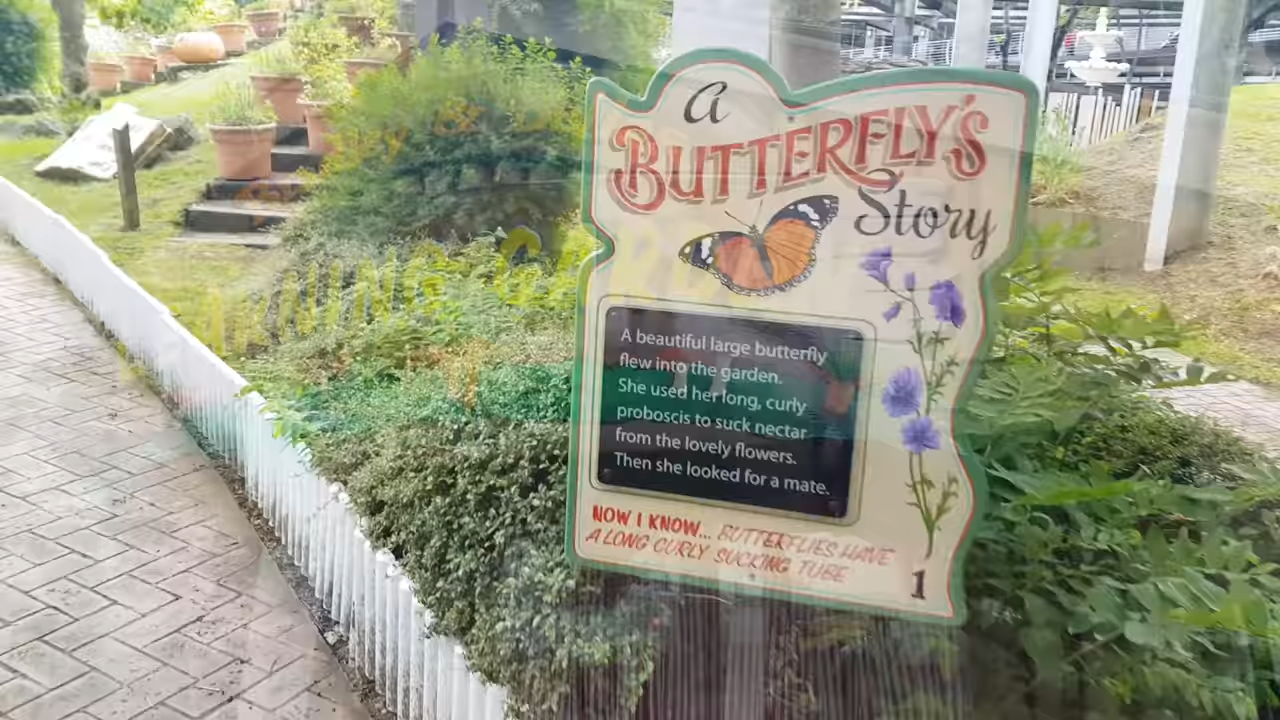 A
BUTTERFLY'S
Story
A beautiful large butterfly
flew into the garden.
She used her long, curly
proboscis to suck nectar
from the lovely flowers.
Then she looked for a mate.
NOW I KNOW... BUTTERFLIES HAVE
A LONG CURLY SUCKING TUBE
1